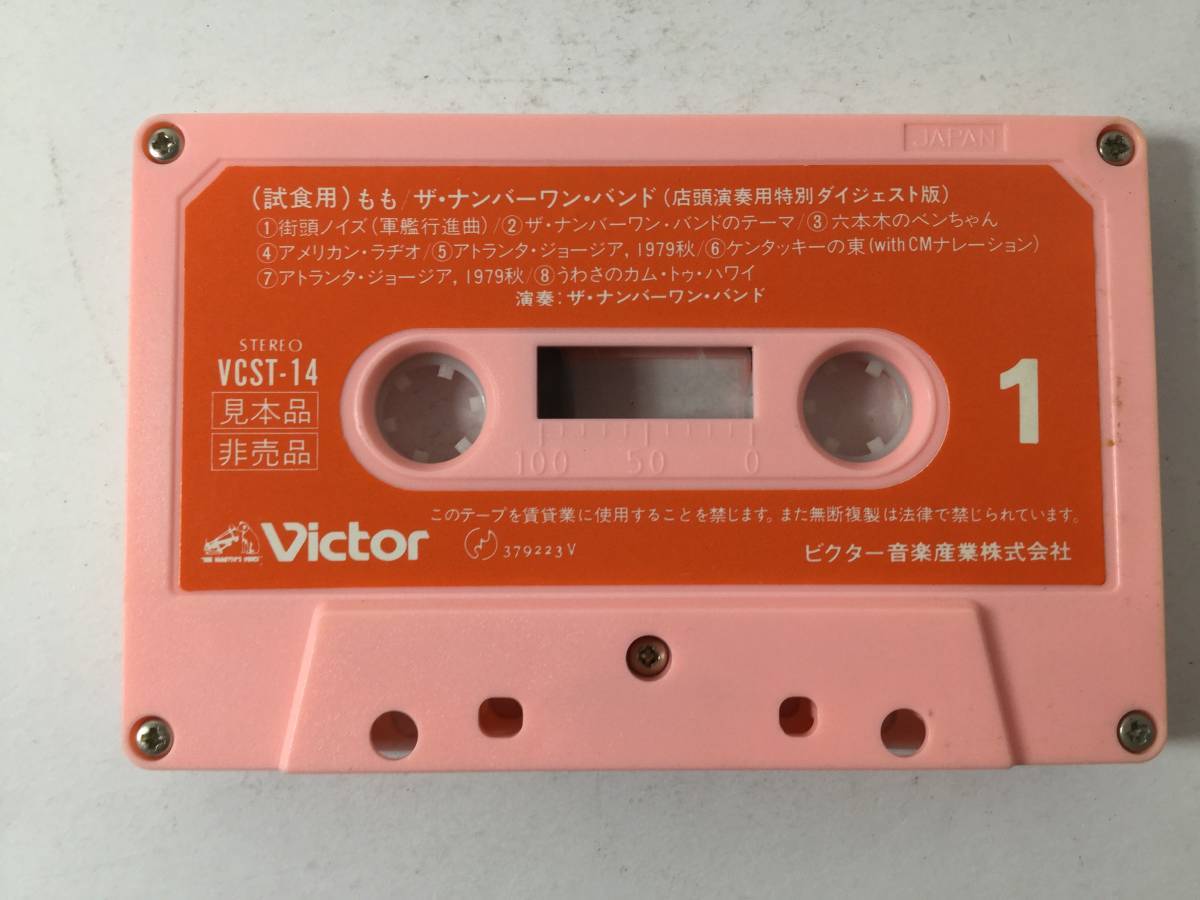 JAPAN
(試食用)もも/ザ・ナンバーワン・バンド(店頭演奏用特別ダイジェスト版)
①街頭ノイズ(軍艦行進曲)/②ザ・ナンバーワン・バンドのテーマ/③六本木のベンちゃん
④アメリカン・ラヂオ/⑤アトランタ・ジョージア, 1979秋/⑥ケンタッキーの東(with CMナレーション)
⑦アトランタ・ジョージア, 1979秋/⑧うわさのカム・トゥ・ハワイ
演奏:ザ・ナンバーワン・バンド
STEREO
VCST-14
見本品
非売品
1
100 50 0
このテープを賃貸業に使用することを禁じます。また無断複製は法律で禁じられています。
"HIS MASTER'S VOICE"
Victor
379223V
ビクター音楽産業株式会社